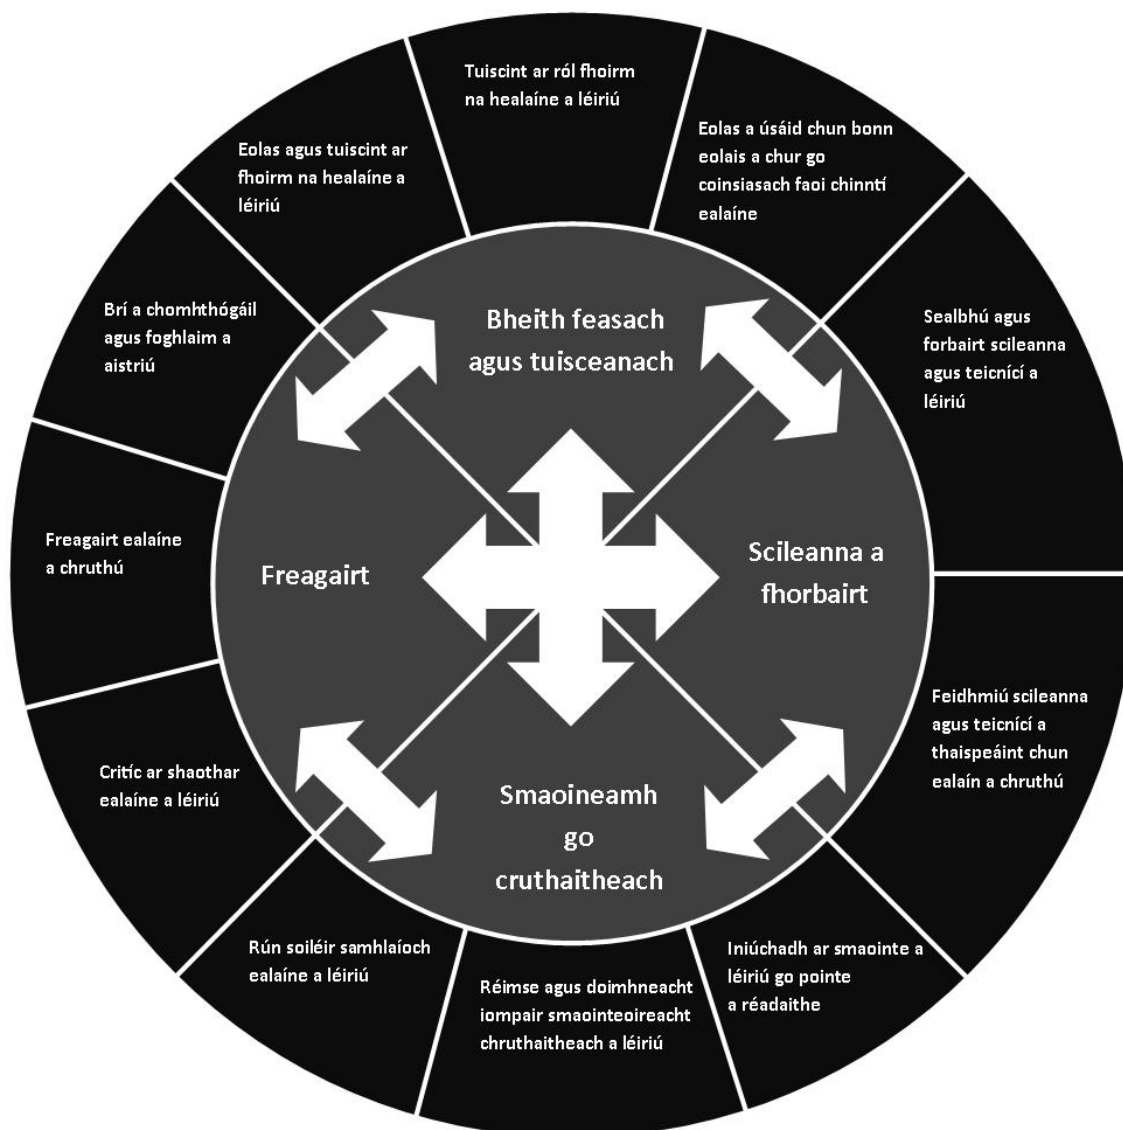 Tuiscint ar ról fhoirm
na healaíne a léiriú
Eolas a úsáid chun bonn
eolais a chur go
coinsiasach faoi chinntí
ealaíne
Sealbhú agus
forbairt scileanna
agus teicnící a
léiriú
Feidhmiú scileanna
agus teicnící a
thaispeáint chun
ealaín a chruthú
Iniúchadh ar smaointe a
léiriú go pointe
a réadaithe
Réimse agus doimhneacht
iompair smaointeoireacht
chruthaitheach a léiriú
Rún soiléir samhlaíoch
ealaíne a léiriú
Critíc ar shaothar
ealaíne a léiriú
Freagairt ealaíne
a chruthú
Brí a chomhthógáil
agus foghlaim a
aistriú
Eolas agus tuiscint ar
fhoirm na healaíne a
léiriú
Bheith feasach
agus tuisceanach
Scileanna a
fhorbairt
Smaoineamh
go
cruthaitheach
Freagairt